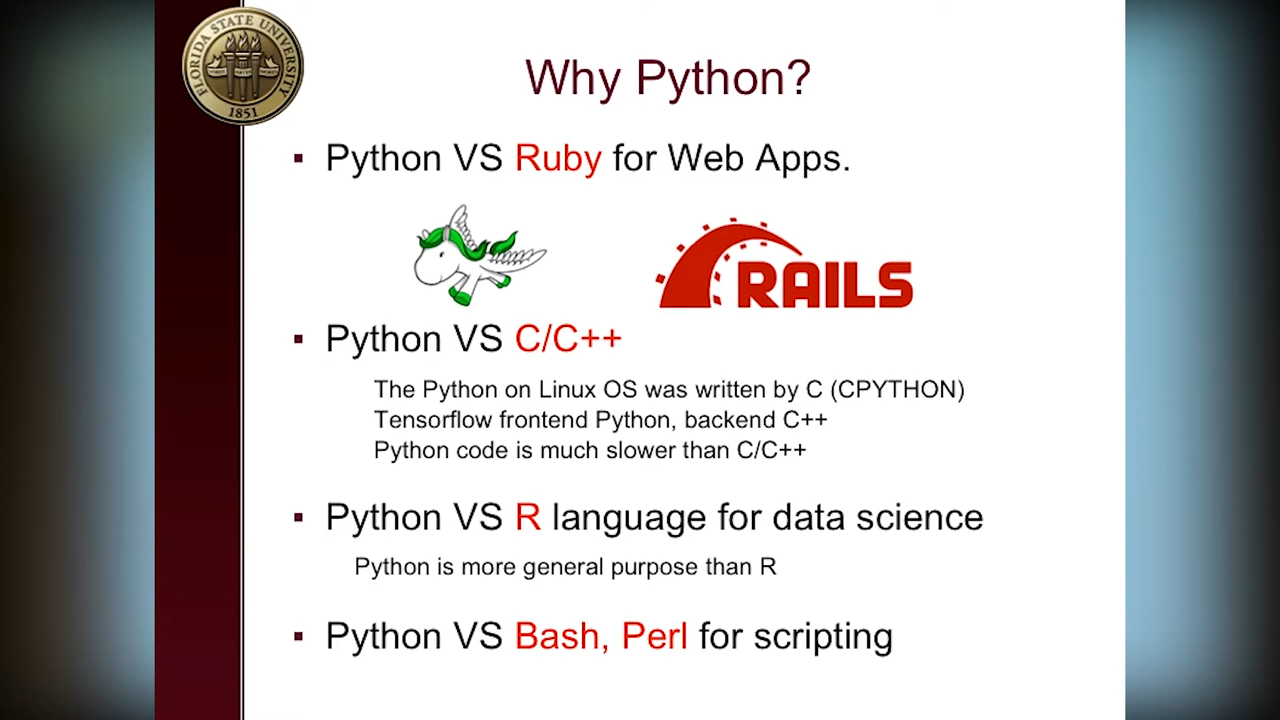 FLORIDA STATE UNIVERSITY
1851
Why Python?
▪ Python VS Ruby for Web Apps.
RAILS
▪ Python VS C/C++
The Python on Linux OS was written by C (CPYTHON)
Tensorflow frontend Python, backend C++
Python code is much slower than C/C++
▪ Python VS R language for data science
Python is more general purpose than R
▪ Python VS Bash, Perl for scripting